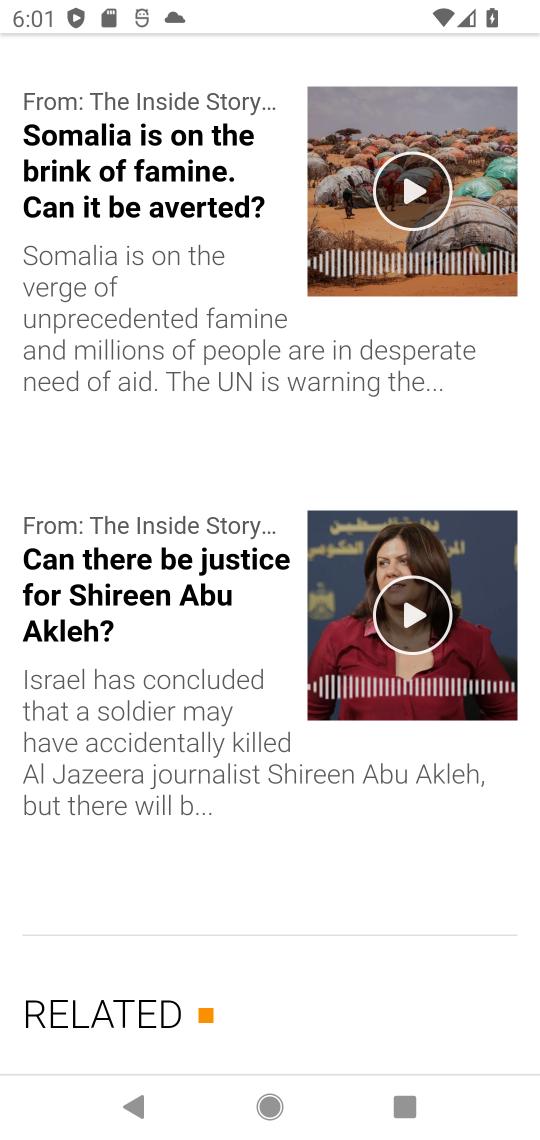 6:01
From: The Inside Story...
Somalia is on the
brink of famine.
Can it be averted?
Somalia is on the
verge of
unprecedented famine
and millions of people are in desperate
need of aid. The UN is warning the...
From: The Inside Story...
Can there be justice
for Shireen Abu
Akleh?
Israel has concluded
that a soldier may
have accidentally killed
Al Jazeera journalist Shireen Abu Akleh,
but there will b...
RELATED